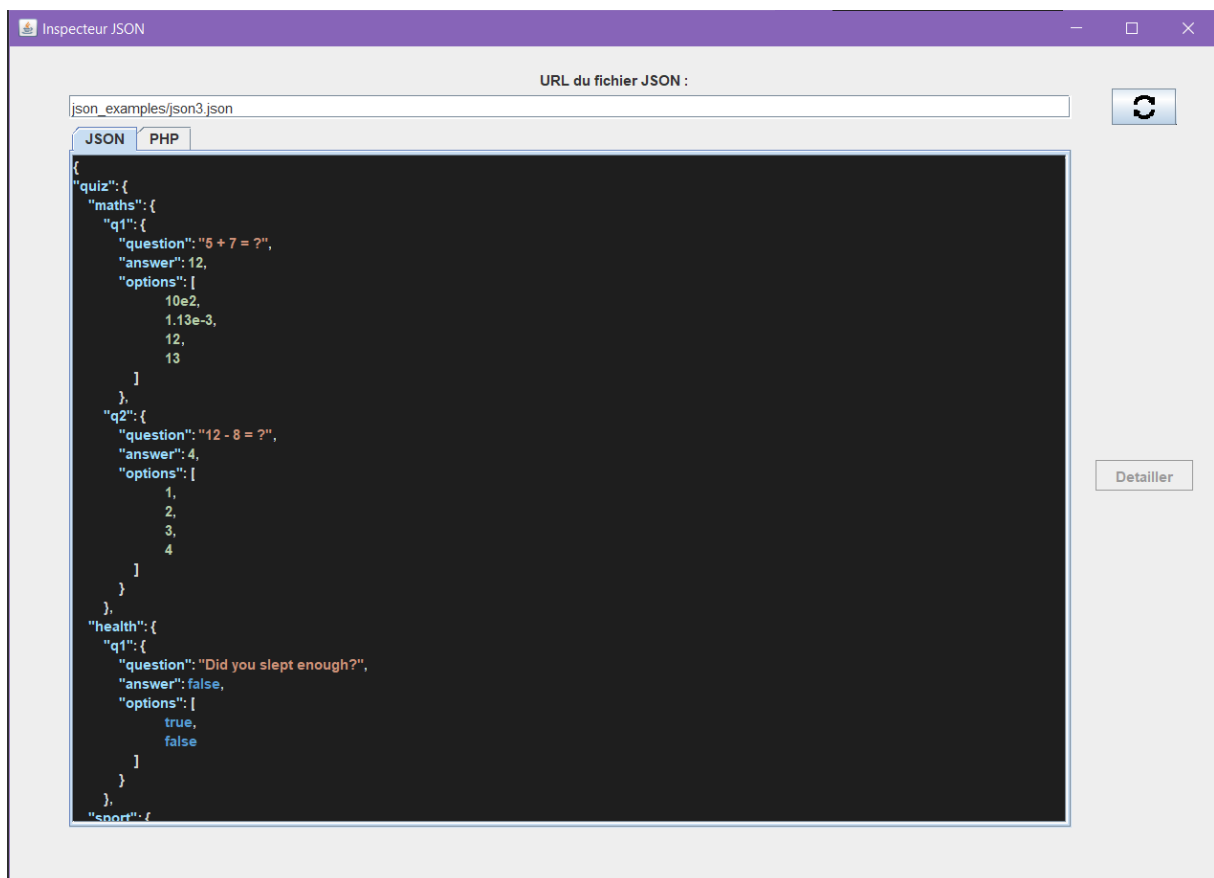 Inspecteur JSON
URL du fichier JSON :
json_examples/json3.json
JSON PHP
{
"quiz": {
"maths": {
"q1": {
"question": "5 + 7 = ?",
"answer": 12,
"options": [
10e2,
1.13e-3,
12,
13
]
},
"q2": {
"question": "12 - 8 = ?",
"answer": 4,
"options": [
1,
2,
3,
4
]
}
},
"health": {
"q1": {
"question": "Did you slept enough?",
"answer": false,
"options": [
true,
false
]
}
},
"sport": {
Detailler